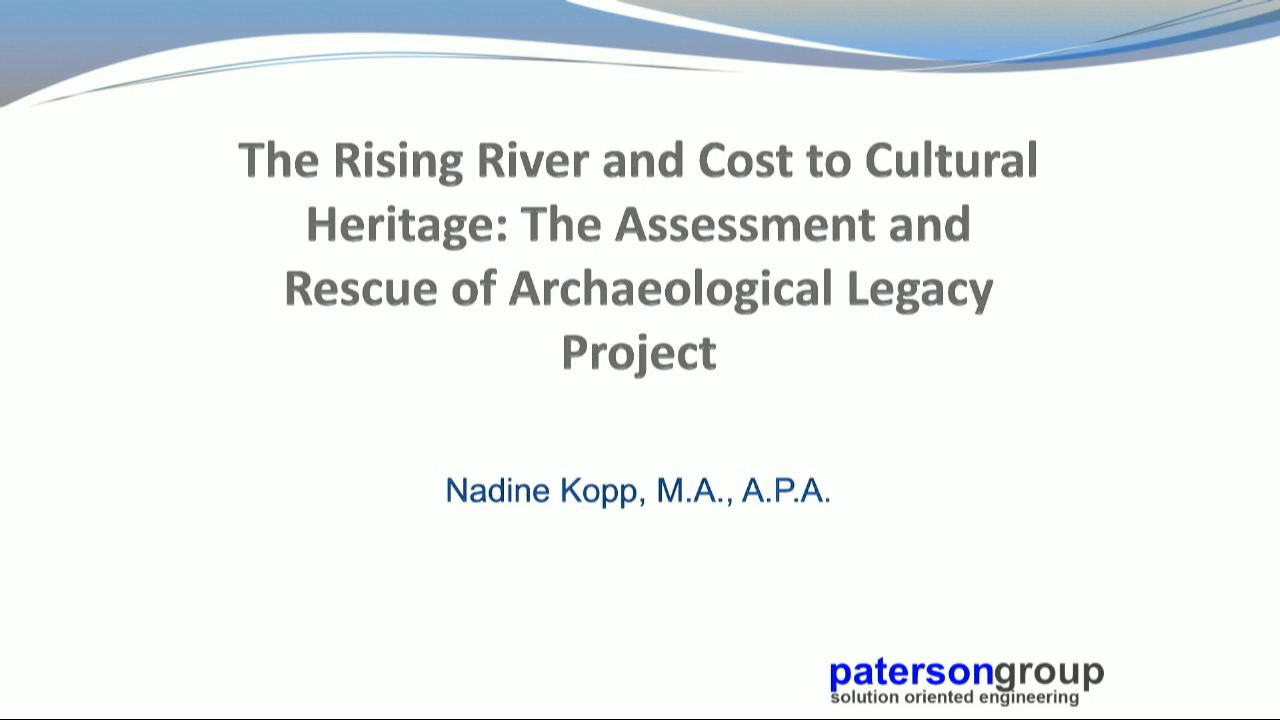 The Rising River and Cost to Cultural
Heritage: The Assessment and
Rescue of Archaeological Legacy
Project
Nadine Kopp, M.A., A.P.A.
patersongroup
solution oriented engineering